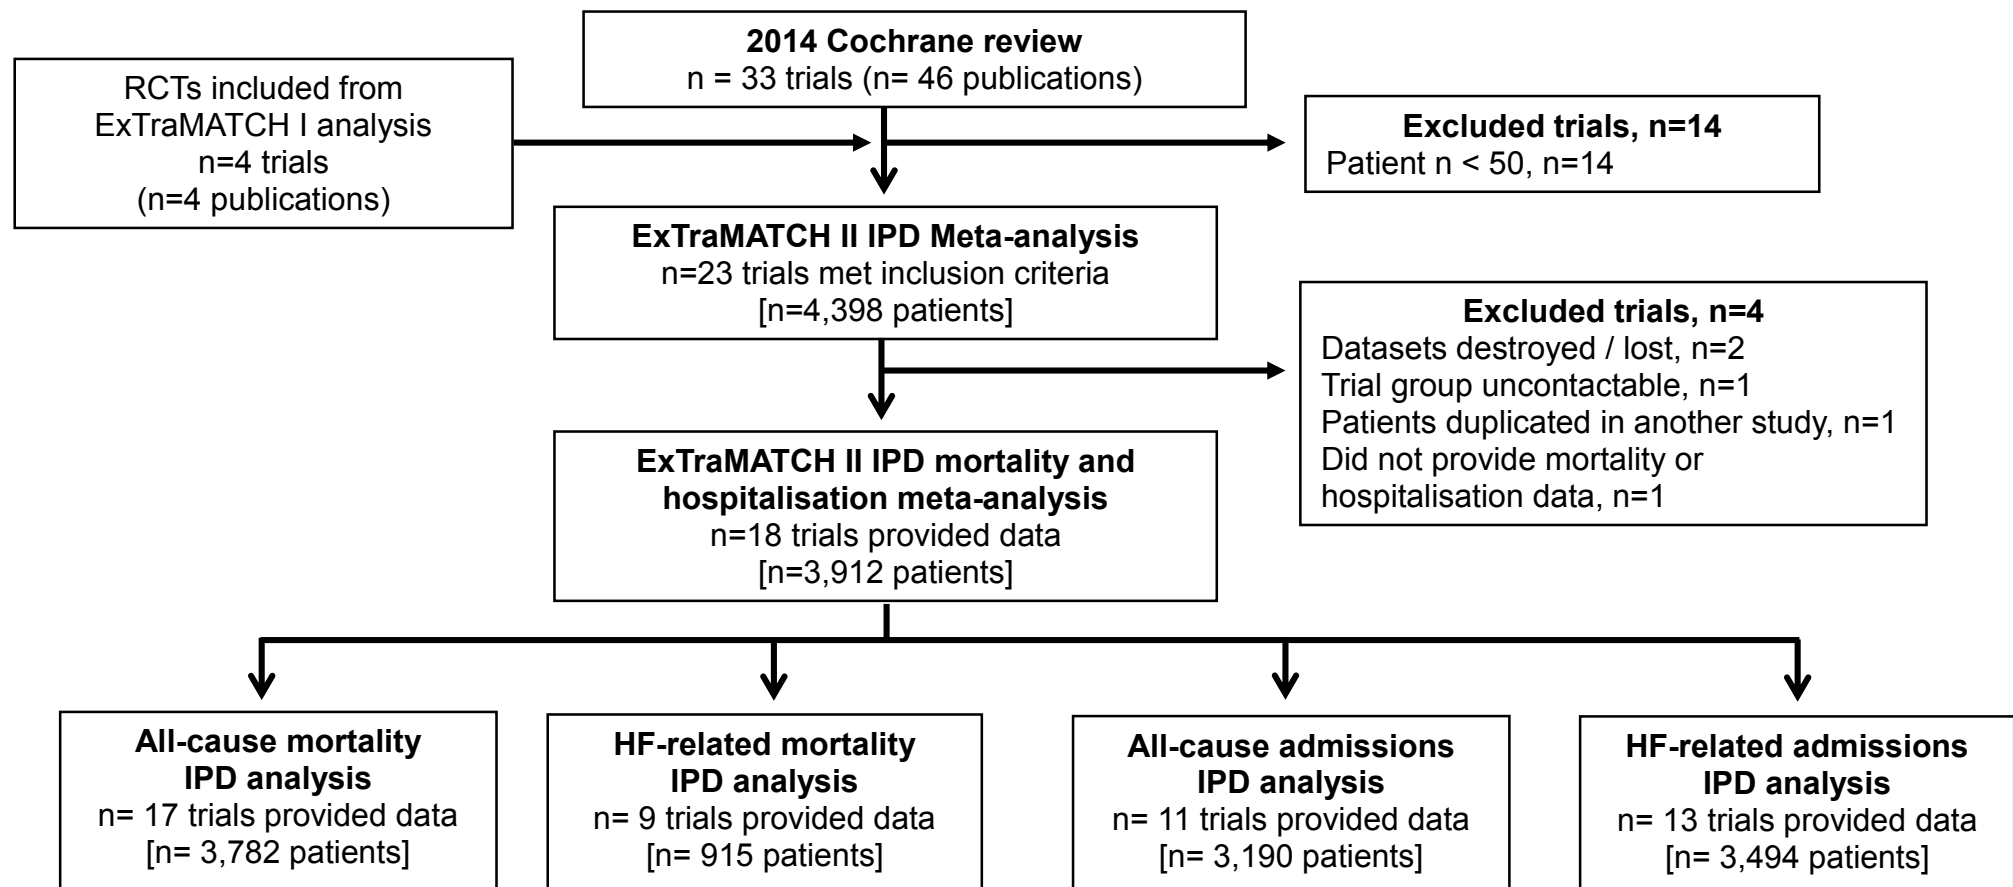 2014 Cochrane review
n = 33 trials (n= 46 publications)
RCTs included from
ExTraMATCH I analysis
n=4 trials
(n=4 publications)
Excluded trials, n=14
Patient n < 50, n=14
ExTraMATCH II IPD Meta-analysis
n=23 trials met inclusion criteria
[n=4,398 patients]
Excluded trials, n=4
Datasets destroyed / lost, n=2
Trial group uncontactable, n=1
Patients duplicated in another study, n=1
Did not provide mortality or
hospitalisation data, n=1
ExTraMATCH II IPD mortality and
hospitalisation meta-analysis
n=18 trials provided data
[n=3,912 patients]
All-cause mortality
IPD analysis
n= 17 trials provided data
[n= 3,782 patients]
HF-related mortality
IPD analysis
n= 9 trials provided data
[n= 915 patients]
All-cause admissions
IPD analysis
n= 11 trials provided data
[n= 3,190 patients]
HF-related admissions
IPD analysis
n= 13 trials provided data
[n= 3,494 patients]